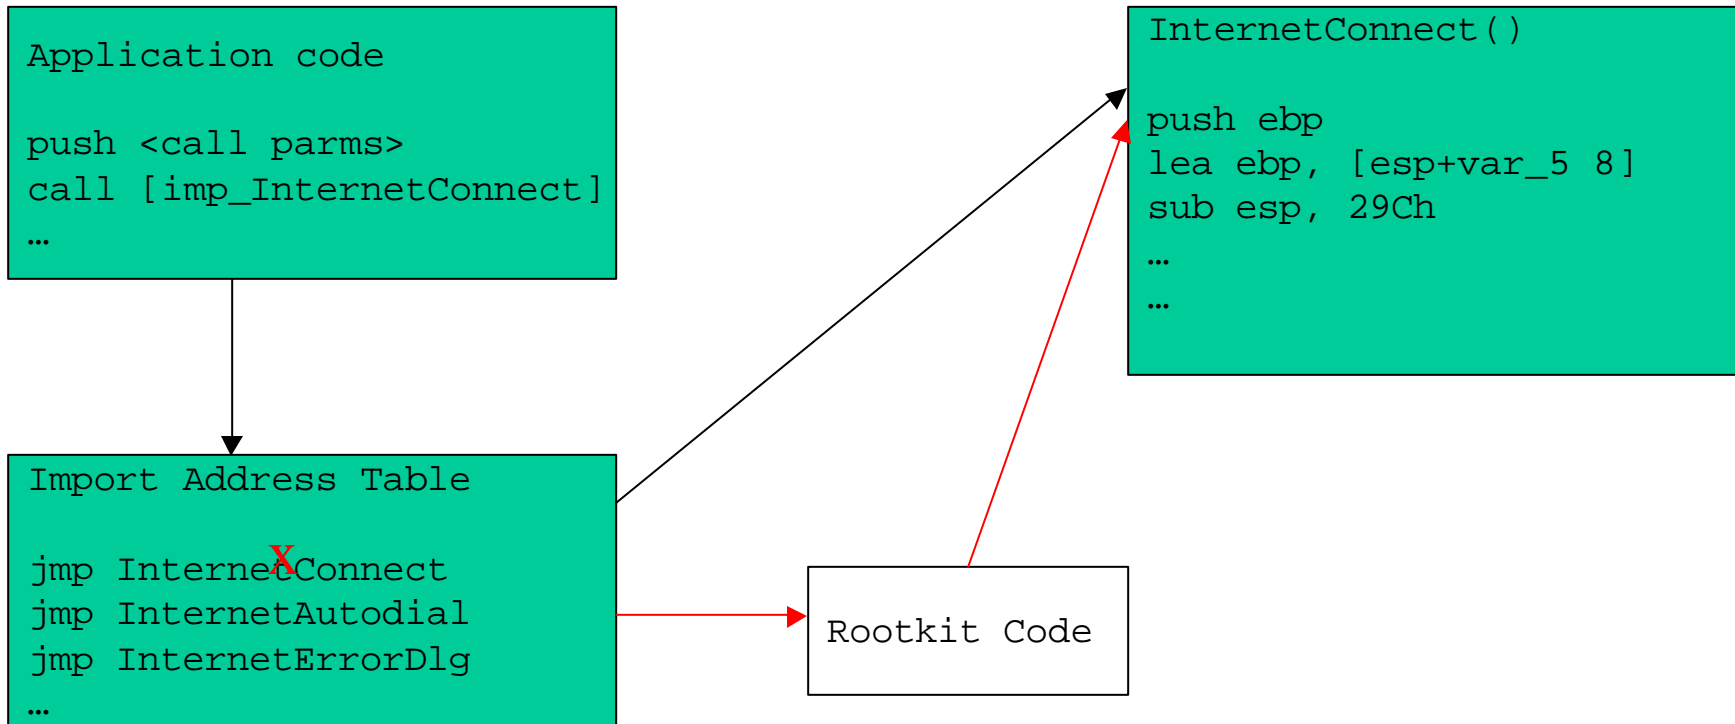 Application code
push <call parms>
call [imp_InternetConnect]
…
Import Address Table
X
jmp InternetConnect
jmp InternetAutodial
jmp InternetErrorDlg
…
Rootkit Code
InternetConnect()
push ebp
lea ebp, [esp+var_5 8]
sub esp, 29Ch
…
…